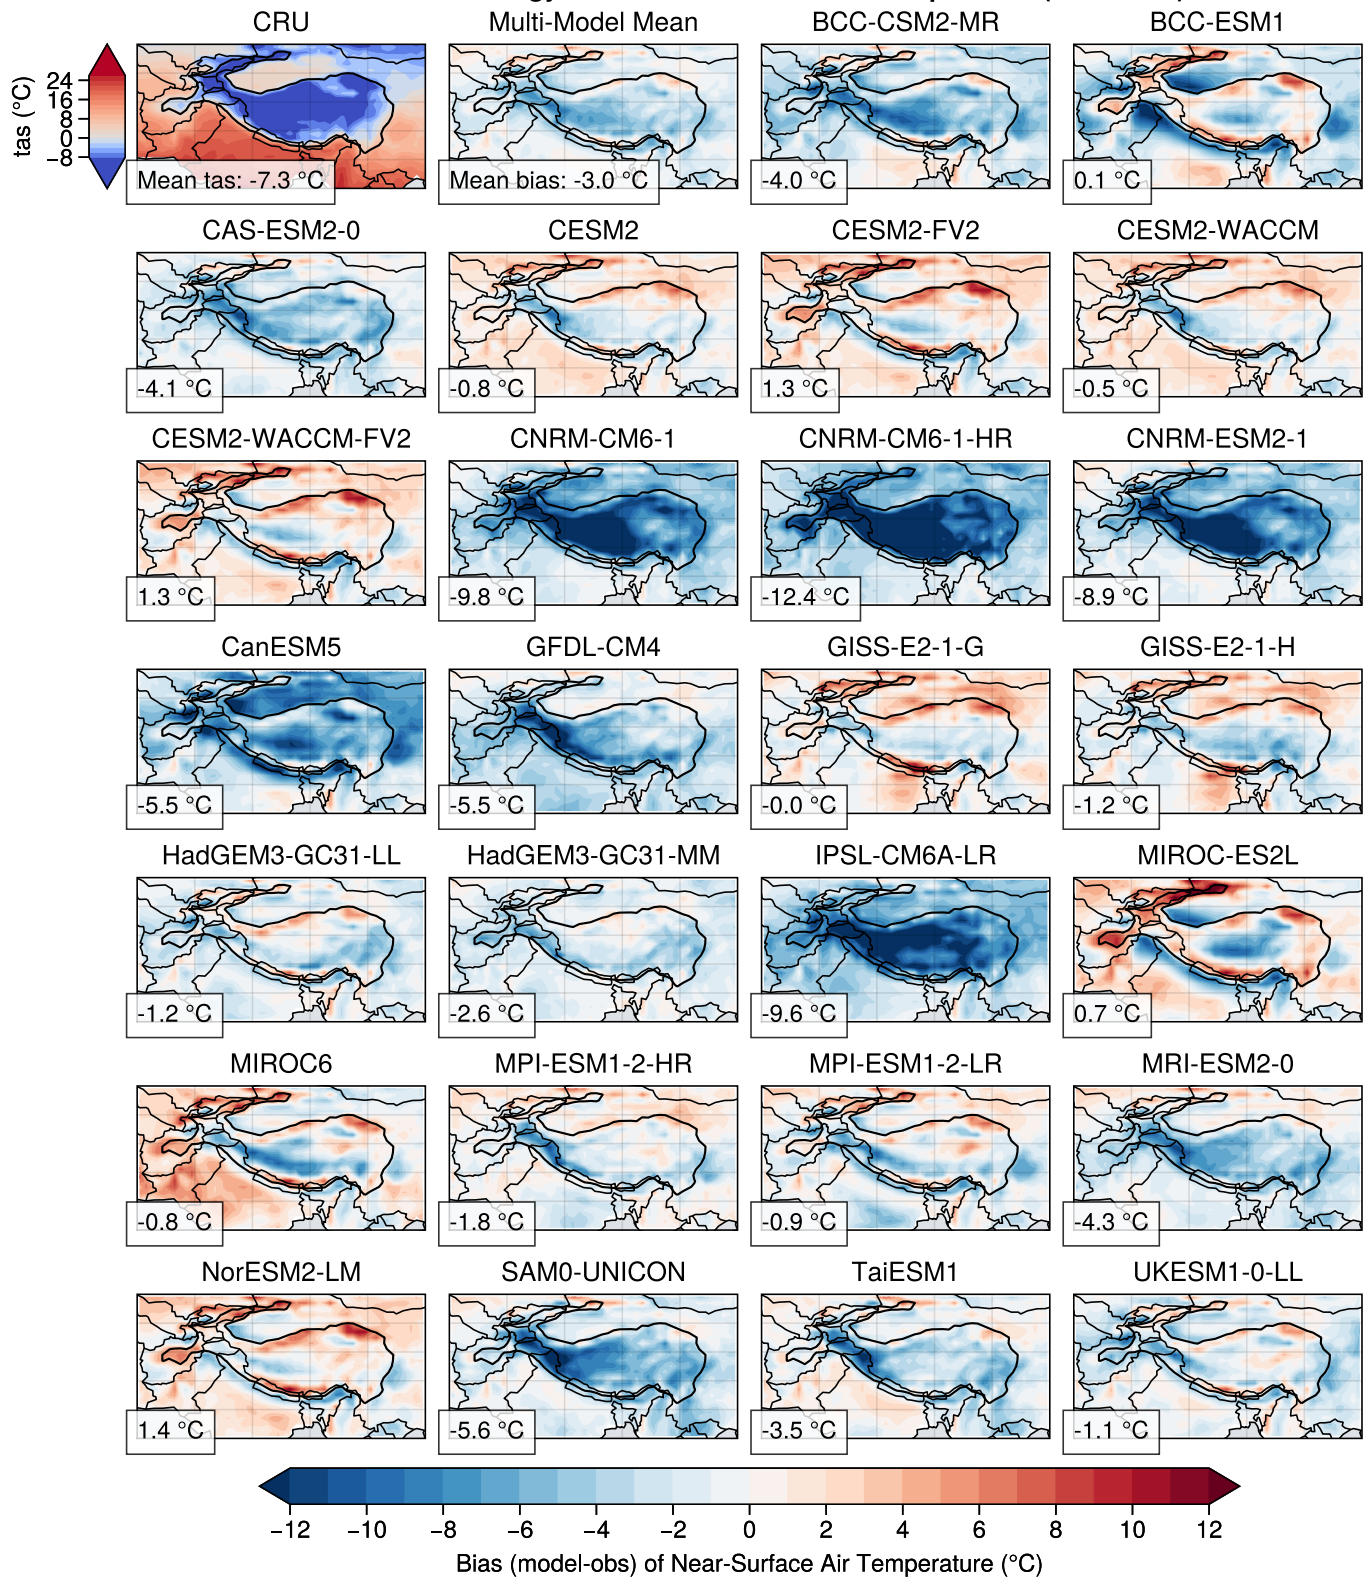 CRU Multi-Model Mean BCC-CSM2-MR BCC-ESM1
tas (°C)
24
16
8
0
−8
Mean tas: -7.3 °C Mean bias: -3.0 °C -4.0 °C 0.1 °C
CAS-ESM2-0 CESM2 CESM2-FV2 CESM2-WACCM
-4.1 °C -0.8 °C 1.3 °C -0.5 °C
CESM2-WACCM-FV2 CNRM-CM6-1 CNRM-CM6-1-HR CNRM-ESM2-1
1.3 °C -9.8 °C -12.4 °C -8.9 °C
CanESM5 GFDL-CM4 GISS-E2-1-G GISS-E2-1-H
-5.5 °C -5.5 °C -0.0 °C -1.2 °C
HadGEM3-GC31-LL HadGEM3-GC31-MM IPSL-CM6A-LR MIROC-ES2L
-1.2 °C -2.6 °C -9.6 °C 0.7 °C
MIROC6 MPI-ESM1-2-HR MPI-ESM1-2-LR MRI-ESM2-0
-0.8 °C -1.8 °C -0.9 °C -4.3 °C
NorESM2-LM SAM0-UNICON TaiESM1 UKESM1-0-LL
1.4 °C -5.6 °C -3.5 °C -1.1 °C
−12 −10 −8 −6 −4 −2 0 2 4 6 8 10 12
Bias (model-obs) of Near-Surface Air Temperature (°C)